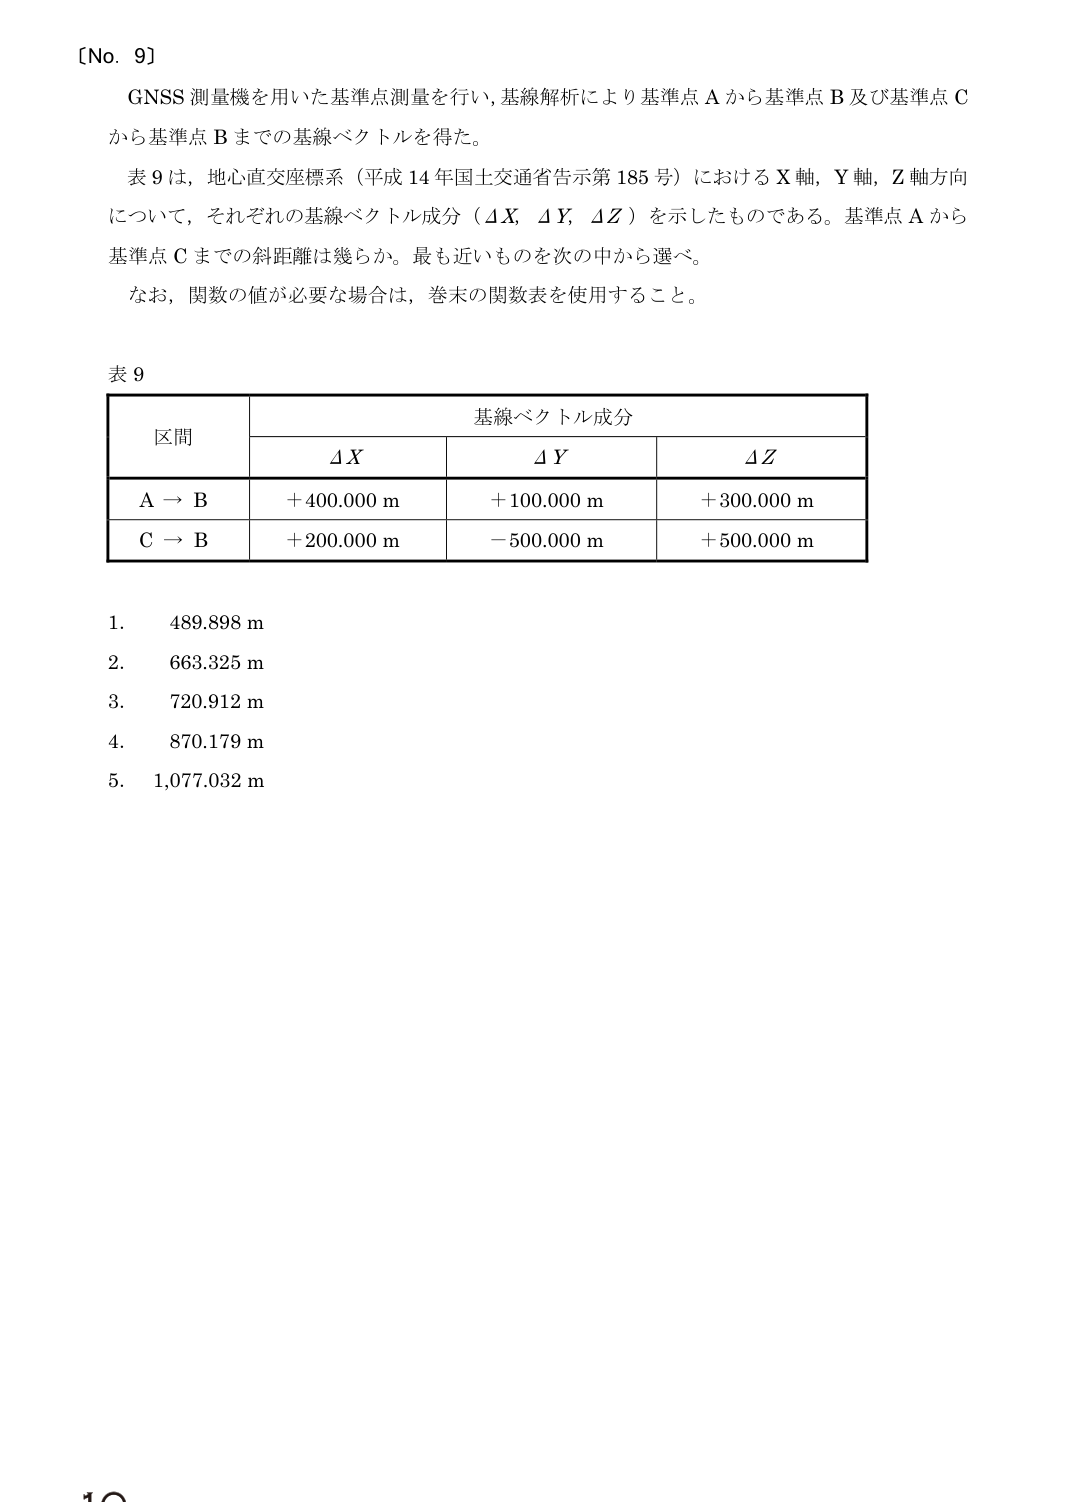 〔No. 9〕
GNSS 測量機を用いた基準点測量を行い，基線解析により基準点 A から基準点 B 及び基準点 C
から基準点 B までの基線ベクトルを得た。
表 9 は，地心直交座標系（平成 14 年国土交通省告示第 185 号）における X 軸，Y 軸，Z 軸方向
について，それぞれの基線ベクトル成分（ΔX，ΔY，ΔZ）を示したものである。基準点 A から
基準点 C までの斜距離は幾らか。最も近いものを次の中から選べ。
なお，関数の値が必要な場合は，巻末の関数表を使用すること。
表 9
区間 基線ベクトル成分
ΔX ΔY ΔZ
A → B ＋400.000 m ＋100.000 m ＋300.000 m
C → B ＋200.000 m －500.000 m ＋500.000 m
1. 489.898 m
2. 663.325 m
3. 720.912 m
4. 870.179 m
5. 1,077.032 m